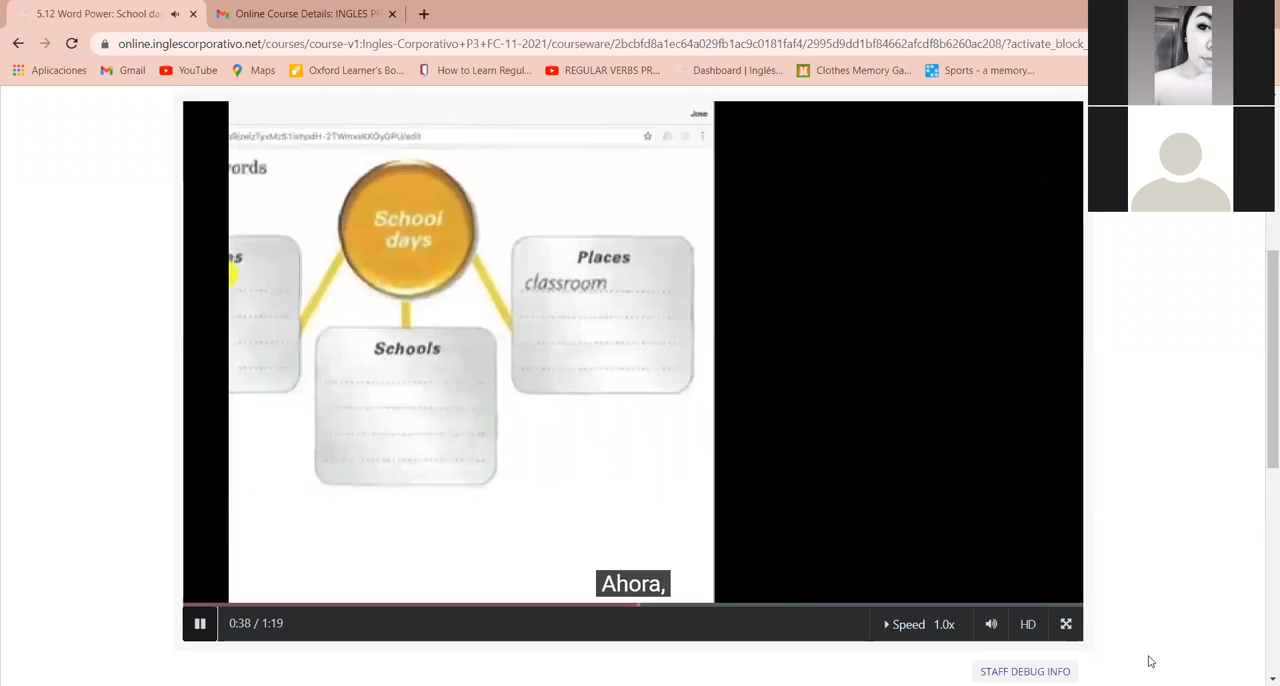 5.12 Word Power: School da
Online Course Details: INGLES P
online.inglescorporativo.net/courses/course-v1:Ingles-Corporativo+P3+FC-11-2021/courseware/2bcbfd8a1ec64a029fb1ac9c0181faf4/2995d9dd1bf84662afcdf8b6260ac208/?activate_block_
Aplicaciones
Gmail
YouTube
Maps
Oxford Learner's Bo...
How to Learn Regul...
REGULAR VERBS PR...
Dashboard | Inglés...
Clothes Memory Ga...
Sports - a memory...
Jose
ords
School
days
es
Places
classroom
Schools
Ahora,
0:38 / 1:19
Speed 1.0x
HD
STAFF DEBUG INFO